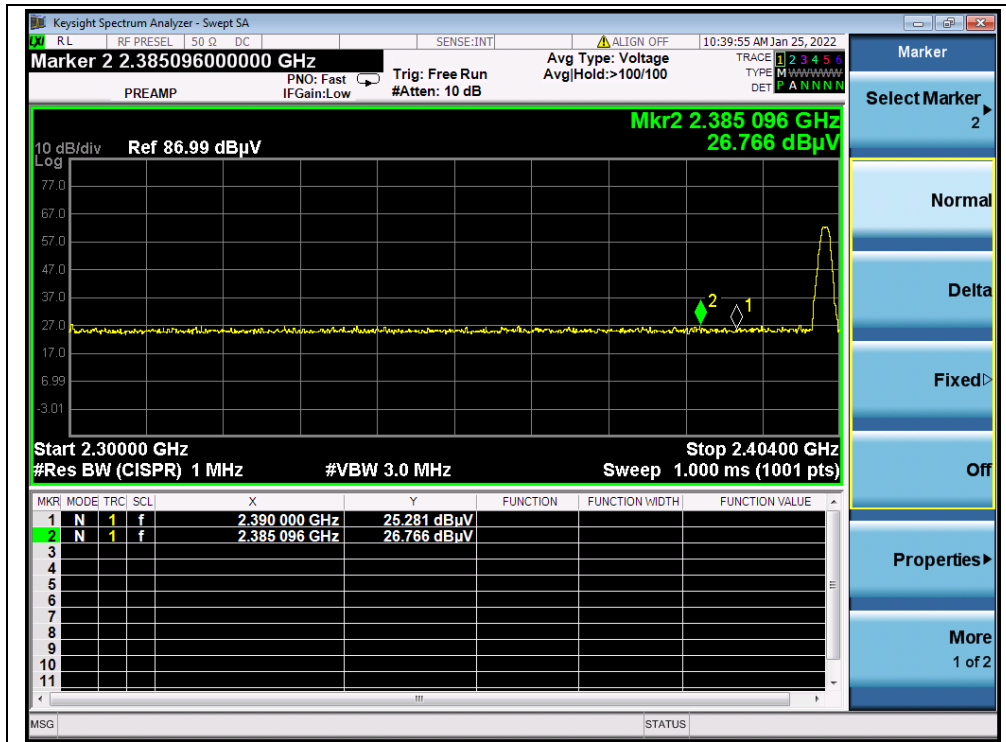 Keysight Spectrum Analyzer - Swept SA
LXI RL RF PRESEL 50 Ω DC SENSE:INT ALIGN OFF 10:39:55 AM Jan 25, 2022
Marker 2 2.385096000000 GHz
Avg Type: Voltage
TRACE 1 2 3 4 5 6
PNO: Fast
Trig: Free Run
Avg|Hold:>100/100
TYPE M W W W W W
PREAMP
IFGain:Low
#Atten: 10 dB
DET P A N N N N
Mkr2 2.385 096 GHz
26.766 dBµV
10 dB/div Ref 86.99 dBµV
Log
77.0
67.0
57.0
47.0
37.0
27.0
17.0
6.99
-3.01
2
1
Start 2.30000 GHz Stop 2.40400 GHz
#Res BW (CISPR) 1 MHz #VBW 3.0 MHz Sweep 1.000 ms (1001 pts)
MKR MODE TRC SCL X Y FUNCTION FUNCTION WIDTH FUNCTION VALUE
1 N 1 f 2.390 000 GHz 25.281 dBµV
2 N 1 f 2.385 096 GHz 26.766 dBµV
3
4
5
6
7
8
9
10
11
MSG STATUS
Marker
Select Marker
2
Normal
Delta
Fixed
Off
Properties
More
1 of 2